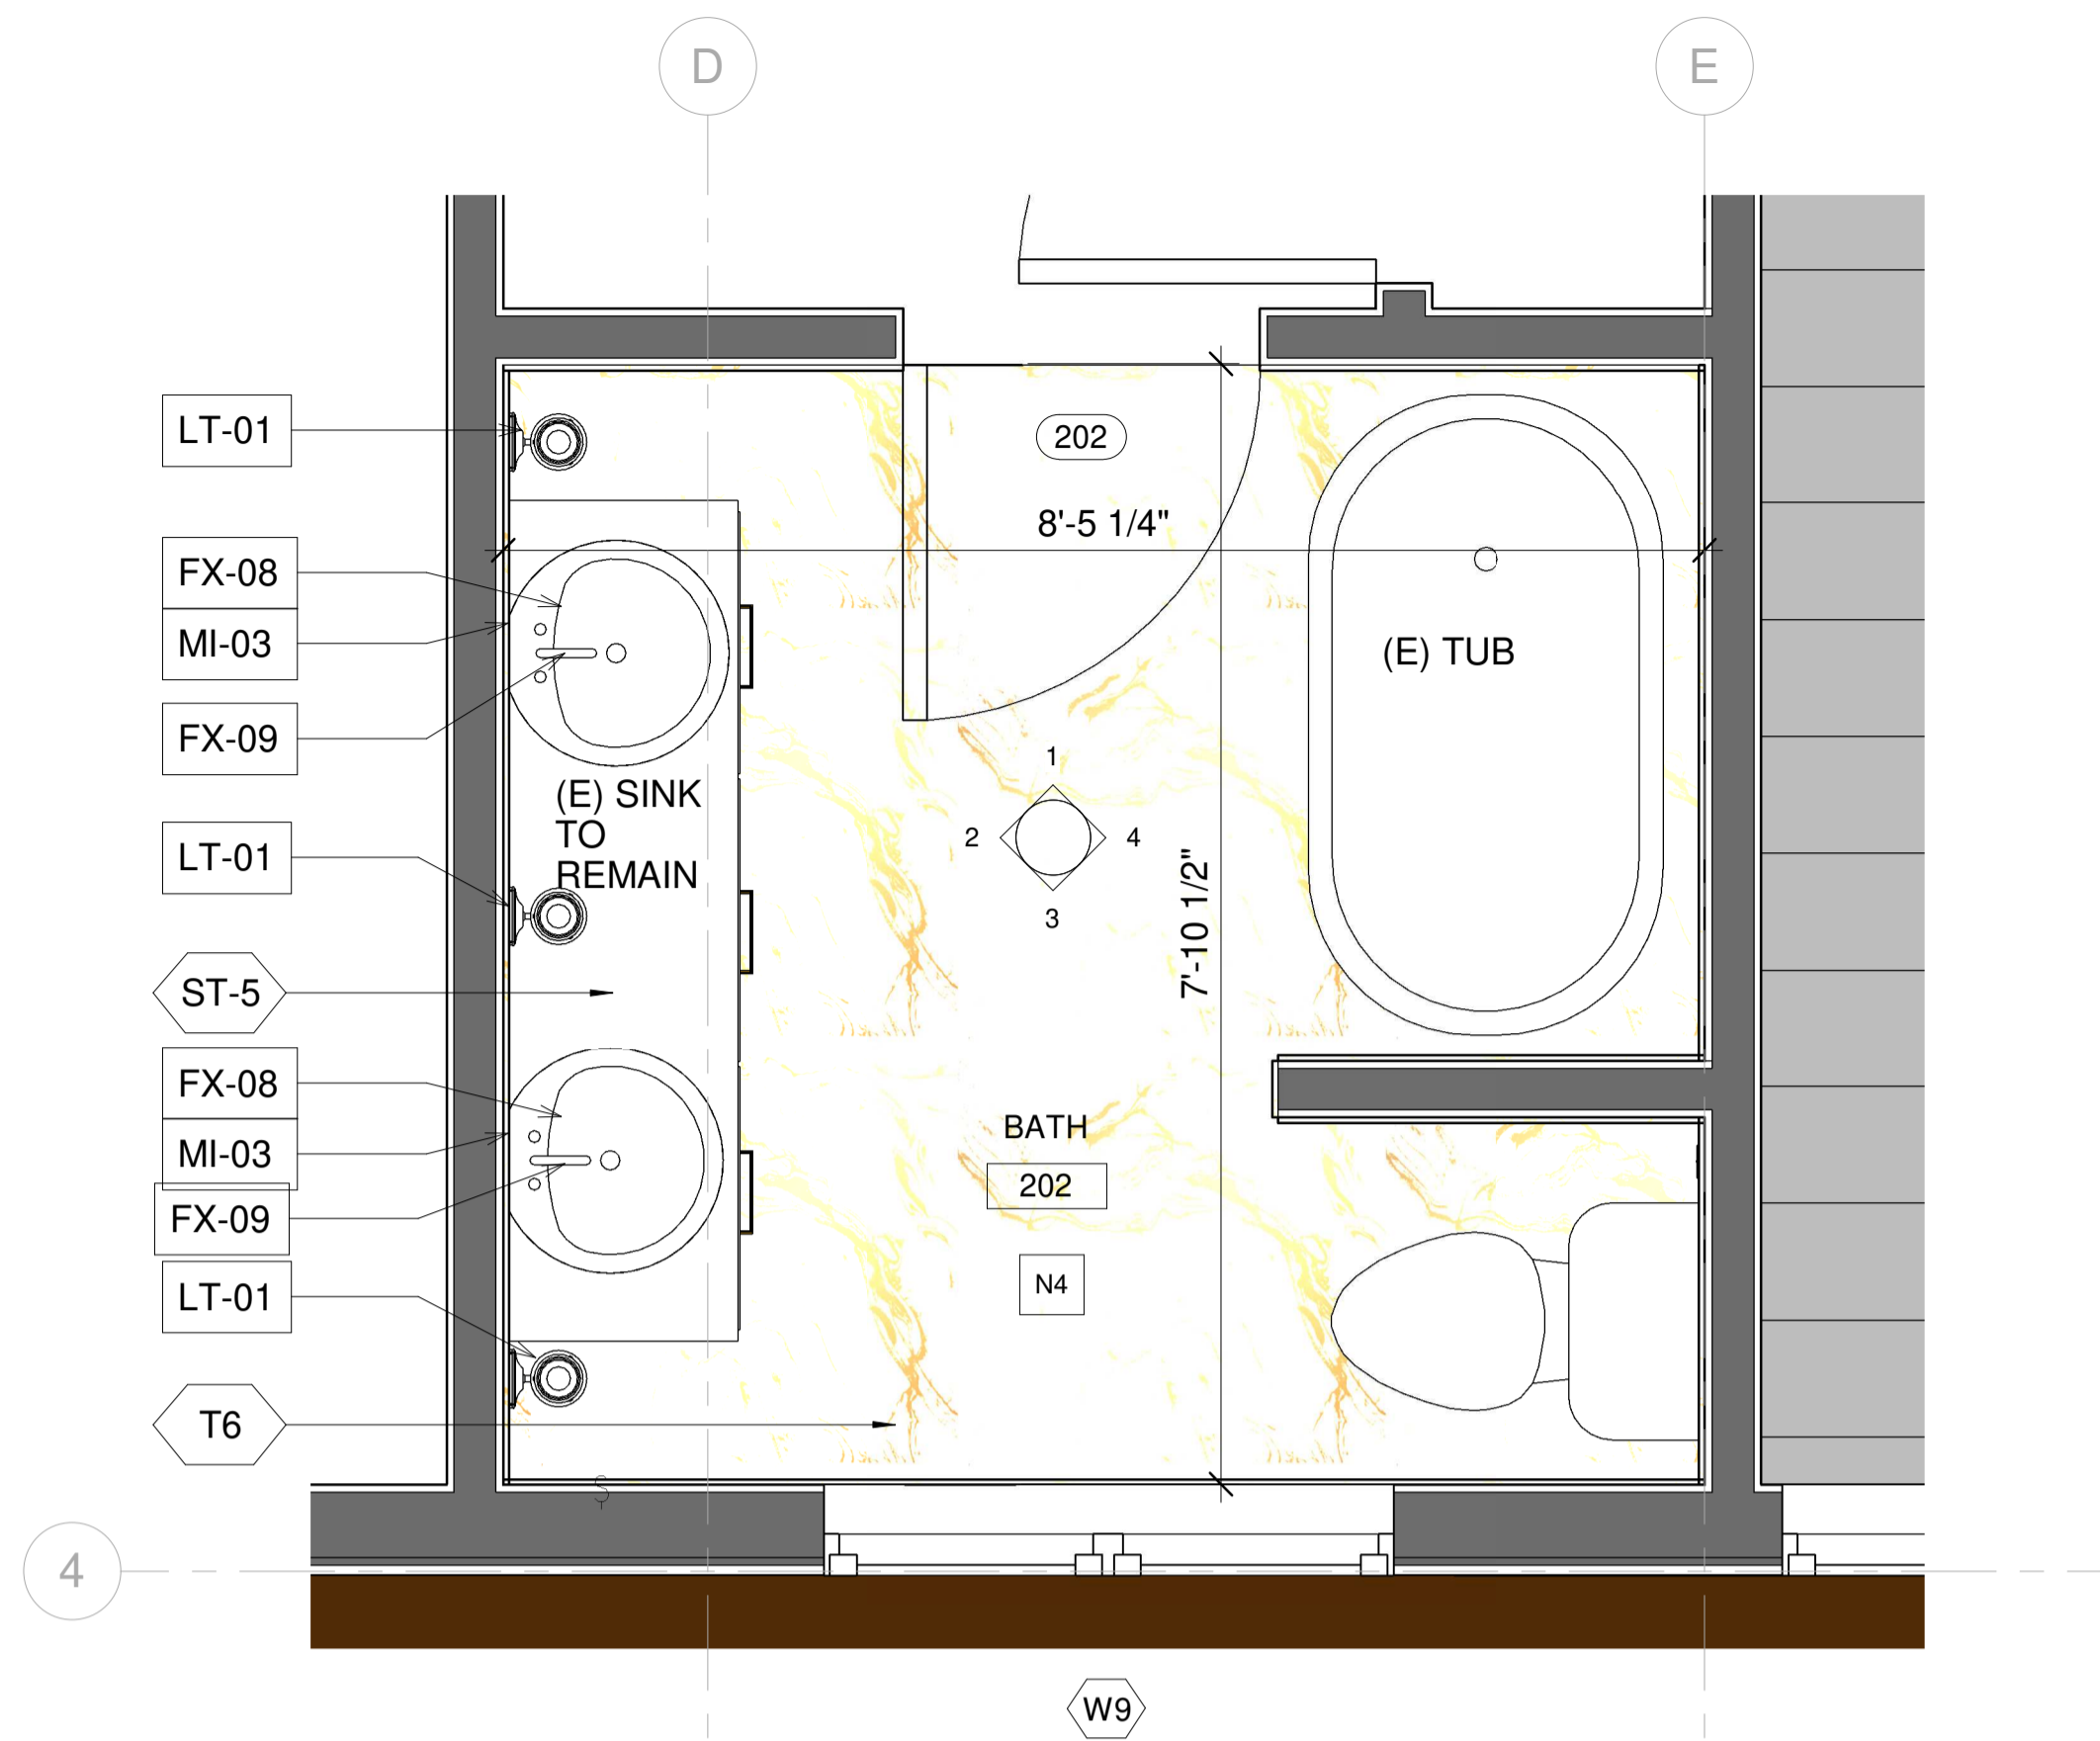 D
E
LT-01
202
8'-5 1/4"
FX-08
MI-03
(E) TUB
FX-09
1
(E) SINK
TO
REMAIN
2
4
LT-01
3
7'-10 1/2"
ST-5
FX-08
BATH
MI-03
202
FX-09
N4
LT-01
T6
S
4
W9